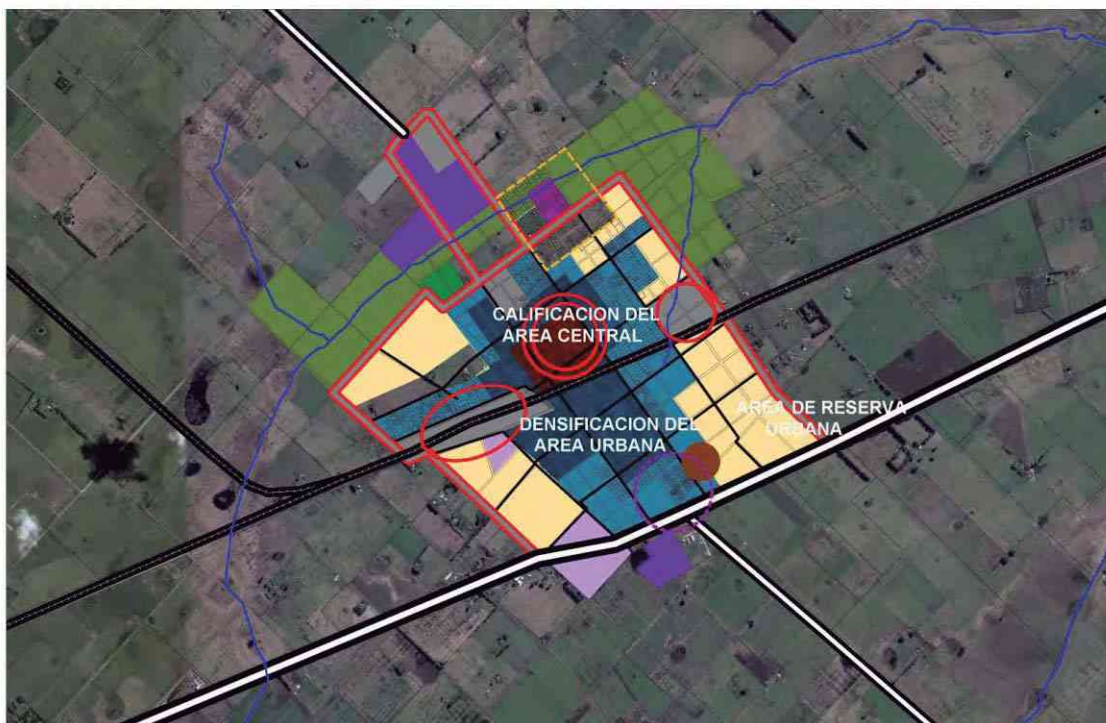 CALIFICACION DEL
AREA CENTRAL
DENSIFICACION DEL
AREA URBANA
AREA DE RESERVA
URBANA